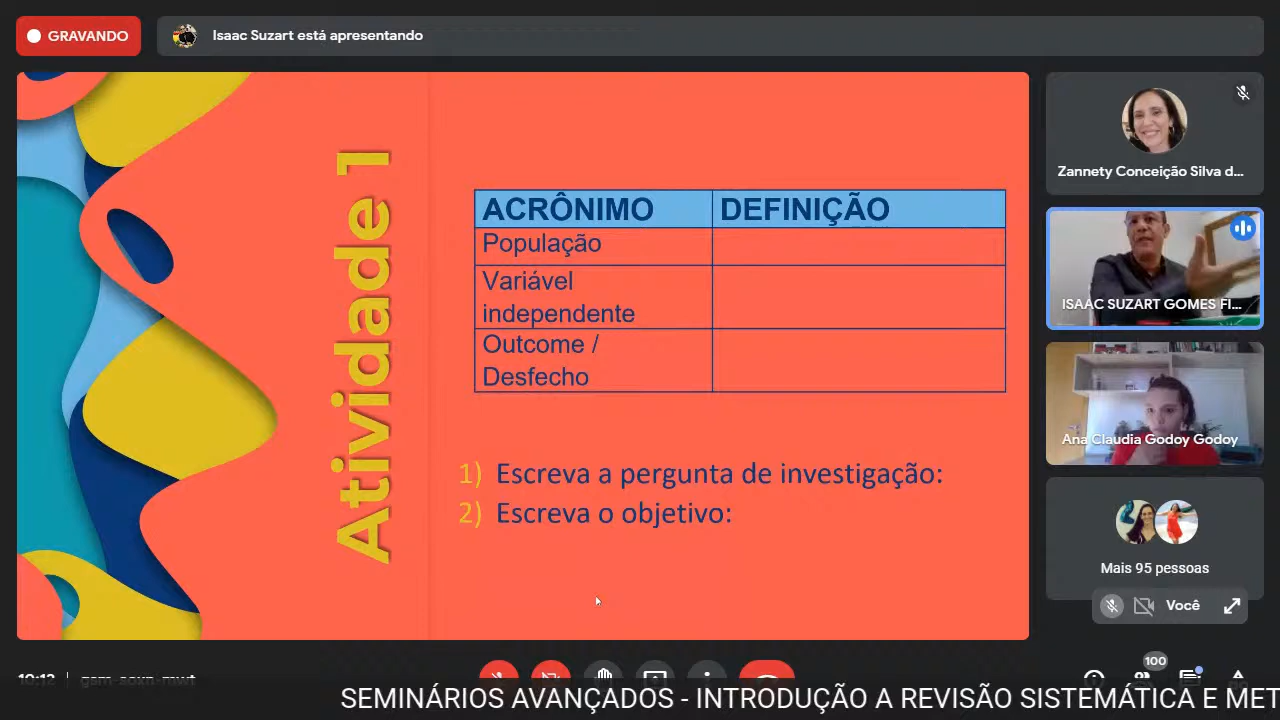 GRAVANDO
Isaac Suzart está apresentando
Atividade 1
ACRÔNIMO DEFINIÇÃO
População
Variável
independente
Outcome /
Desfecho
1) Escreva a pergunta de investigação:
2) Escreva o objetivo:
Zannety Conceição Silva d...
ISAAC SUZART GOMES FI...
Ana Claudia Godoy Godoy
Mais 95 pessoas
Você
100
10:12
SEMINÁRIOS AVANÇADOS - INTRODUÇÃO A REVISÃO SISTEMÁTICA E MET